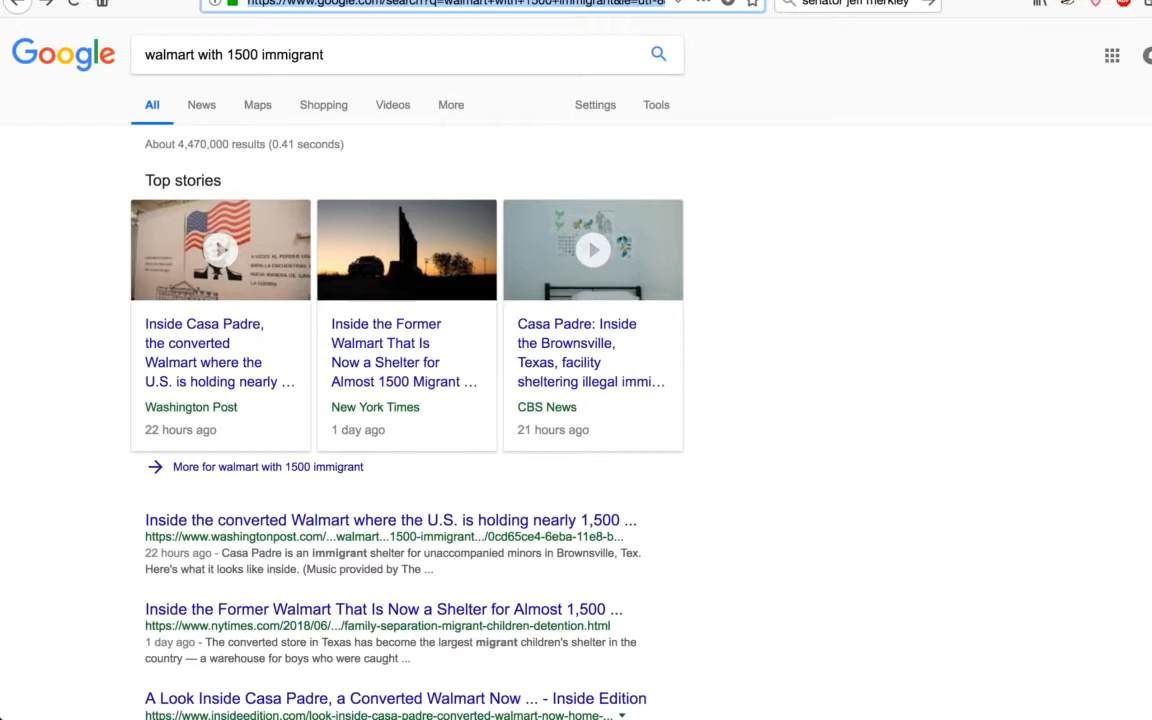 https://www.google.com/search?q=walmart+with+1500+immigrant&ie=utf-8
senator jeff merkley
Google
walmart with 1500 immigrant
All News Maps Shopping Videos More Settings Tools
About 4,470,000 results (0.41 seconds)
Top stories
Inside Casa Padre,
the converted
Walmart where the
U.S. is holding nearly ...
Washington Post
22 hours ago
Inside the Former
Walmart That Is
Now a Shelter for
Almost 1500 Migrant ...
New York Times
1 day ago
Casa Padre: Inside
the Brownsville,
Texas, facility
sheltering illegal immi...
CBS News
21 hours ago
More for walmart with 1500 immigrant
Inside the converted Walmart where the U.S. is holding nearly 1,500 ...
https://www.washingtonpost.com/...walmart...1500-immigrant.../0cd65ce4-6eba-11e8-b...
22 hours ago - Casa Padre is an immigrant shelter for unaccompanied minors in Brownsville, Tex.
Here's what it looks like inside. (Music provided by The ...
Inside the Former Walmart That Is Now a Shelter for Almost 1,500 ...
https://www.nytimes.com/2018/06/.../family-separation-migrant-children-detention.html
1 day ago - The converted store in Texas has become the largest migrant children's shelter in the
country — a warehouse for boys who were caught ...
A Look Inside Casa Padre, a Converted Walmart Now ... - Inside Edition
https://www.insideedition.com/look-inside-casa-padre-converted-walmart-now-home-...